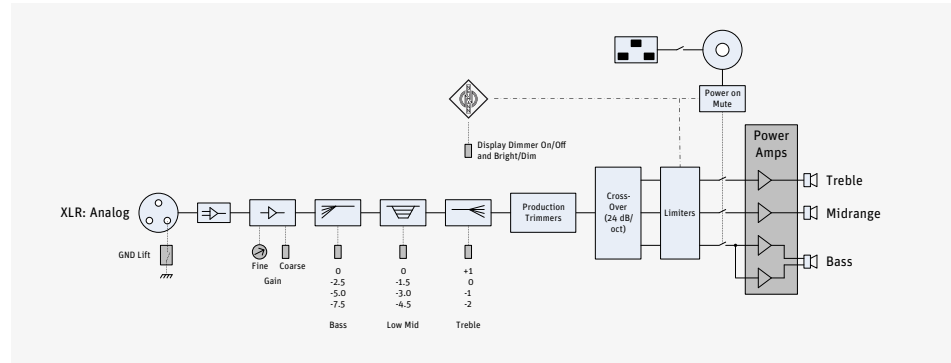 Power on
Mute
Display Dimmer On/Off
and Bright/Dim
Power
Amps
XLR: Analog
GND Lift
Fine
Coarse
Gain
0
-2.5
-5.0
-7.5
Bass
0
-1.5
-3.0
-4.5
Low Mid
+1
0
-1
-2
Treble
Production
Trimmers
Cross-
Over
(24 dB/
oct)
Limiters
Treble
Midrange
Bass